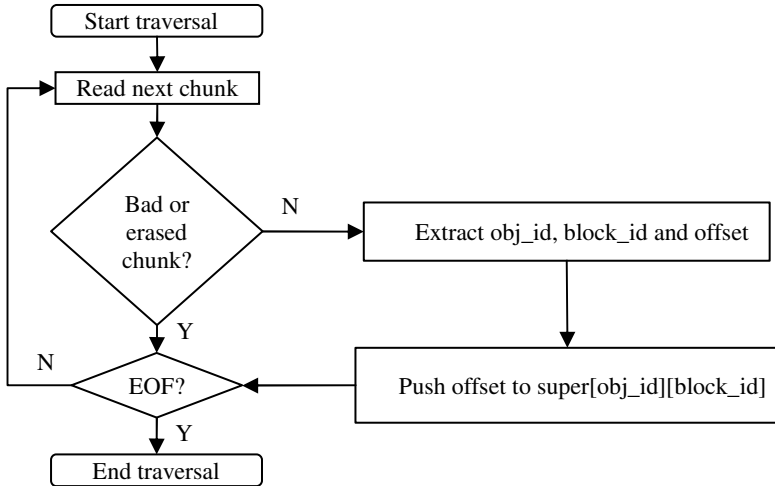 Start traversal
Read next chunk
Bad or
erased
chunk?
N
Extract obj_id, block_id and offset
Y
N
EOF?
Push offset to super[obj_id][block_id]
Y
End traversal